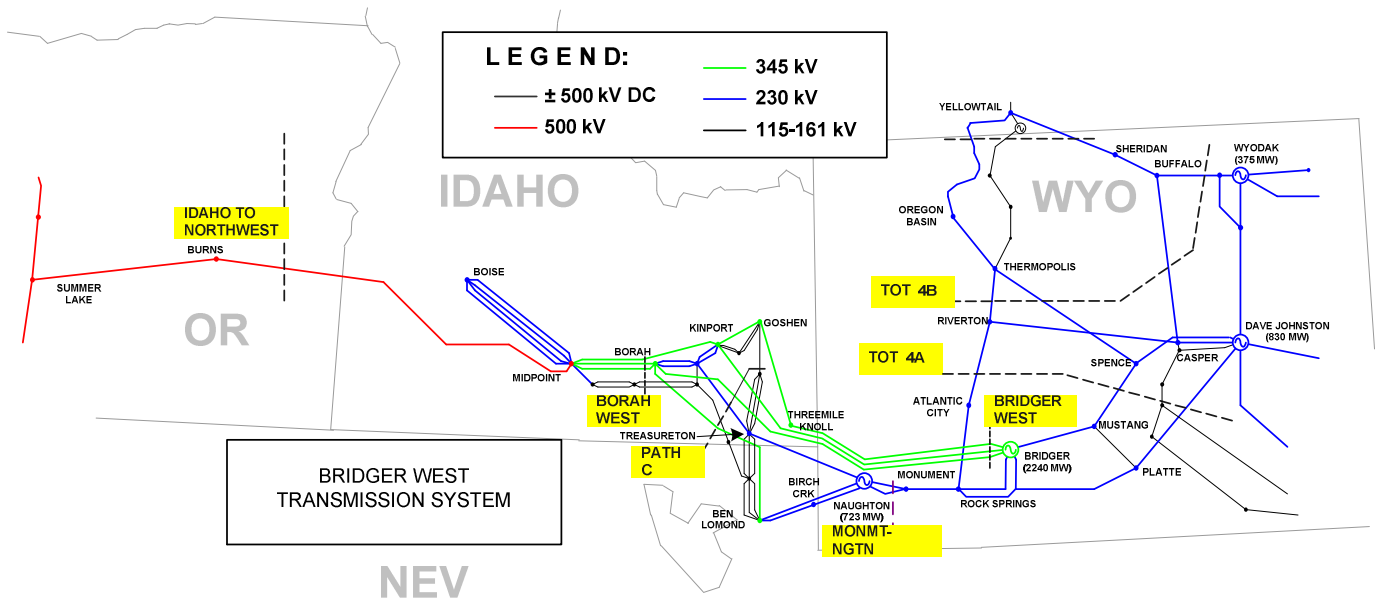 L E G E N D:
± 500 kV DC
500 kV
345 kV
230 kV
115-161 kV
YELLOWTAIL
SHERIDAN
BUFFALO
WYODAK
(375 MW)
IDAHO
WYO
IDAHO TO
NORTHWEST
OREGON
BASIN
BURNS
THERMOPOLIS
BOISE
SUMMER
LAKE
TOT 4B
OR
RIVERTON
GOSHEN
KINPORT
DAVE JOHNSTON
(830 MW)
BORAH
TOT 4A
SPENCE
CASPER
MIDPOINT
BORAH
WEST
ATLANTIC
CITY
BRIDGER
WEST
THREEMILE
KNOLL
MUSTANG
TREASURETON
PATH
C
BRIDGER
(2240 MW)
BRIDGER WEST
TRANSMISSION SYSTEM
MONUMENT
PLATTE
BIRCH
CRK
ROCK SPRINGS
NAUGHTON
(723 MW)
BEN
LOMOND
MONMT-
NGTN
NEV